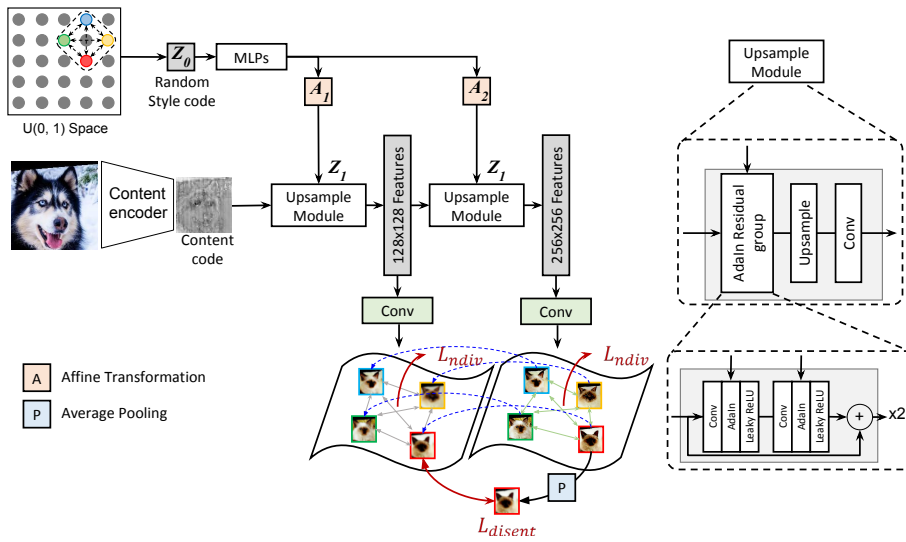 U(0, 1) Space
Z0
Random
Style code
MLPs
A1
A2
Z1
Z1
Content
encoder
Content
code
Upsample
Module
128x128 Features
Upsample
Module
256x256 Features
Conv
Conv
Lndiv
Lndiv
A
Affine Transformation
P
Average Pooling
P
Ldisent
Upsample
Module
AdaIn Residual
group
Upsample
Conv
Conv
AdaIn
Leaky ReLU
Conv
AdaIn
Leaky ReLU
+
x2